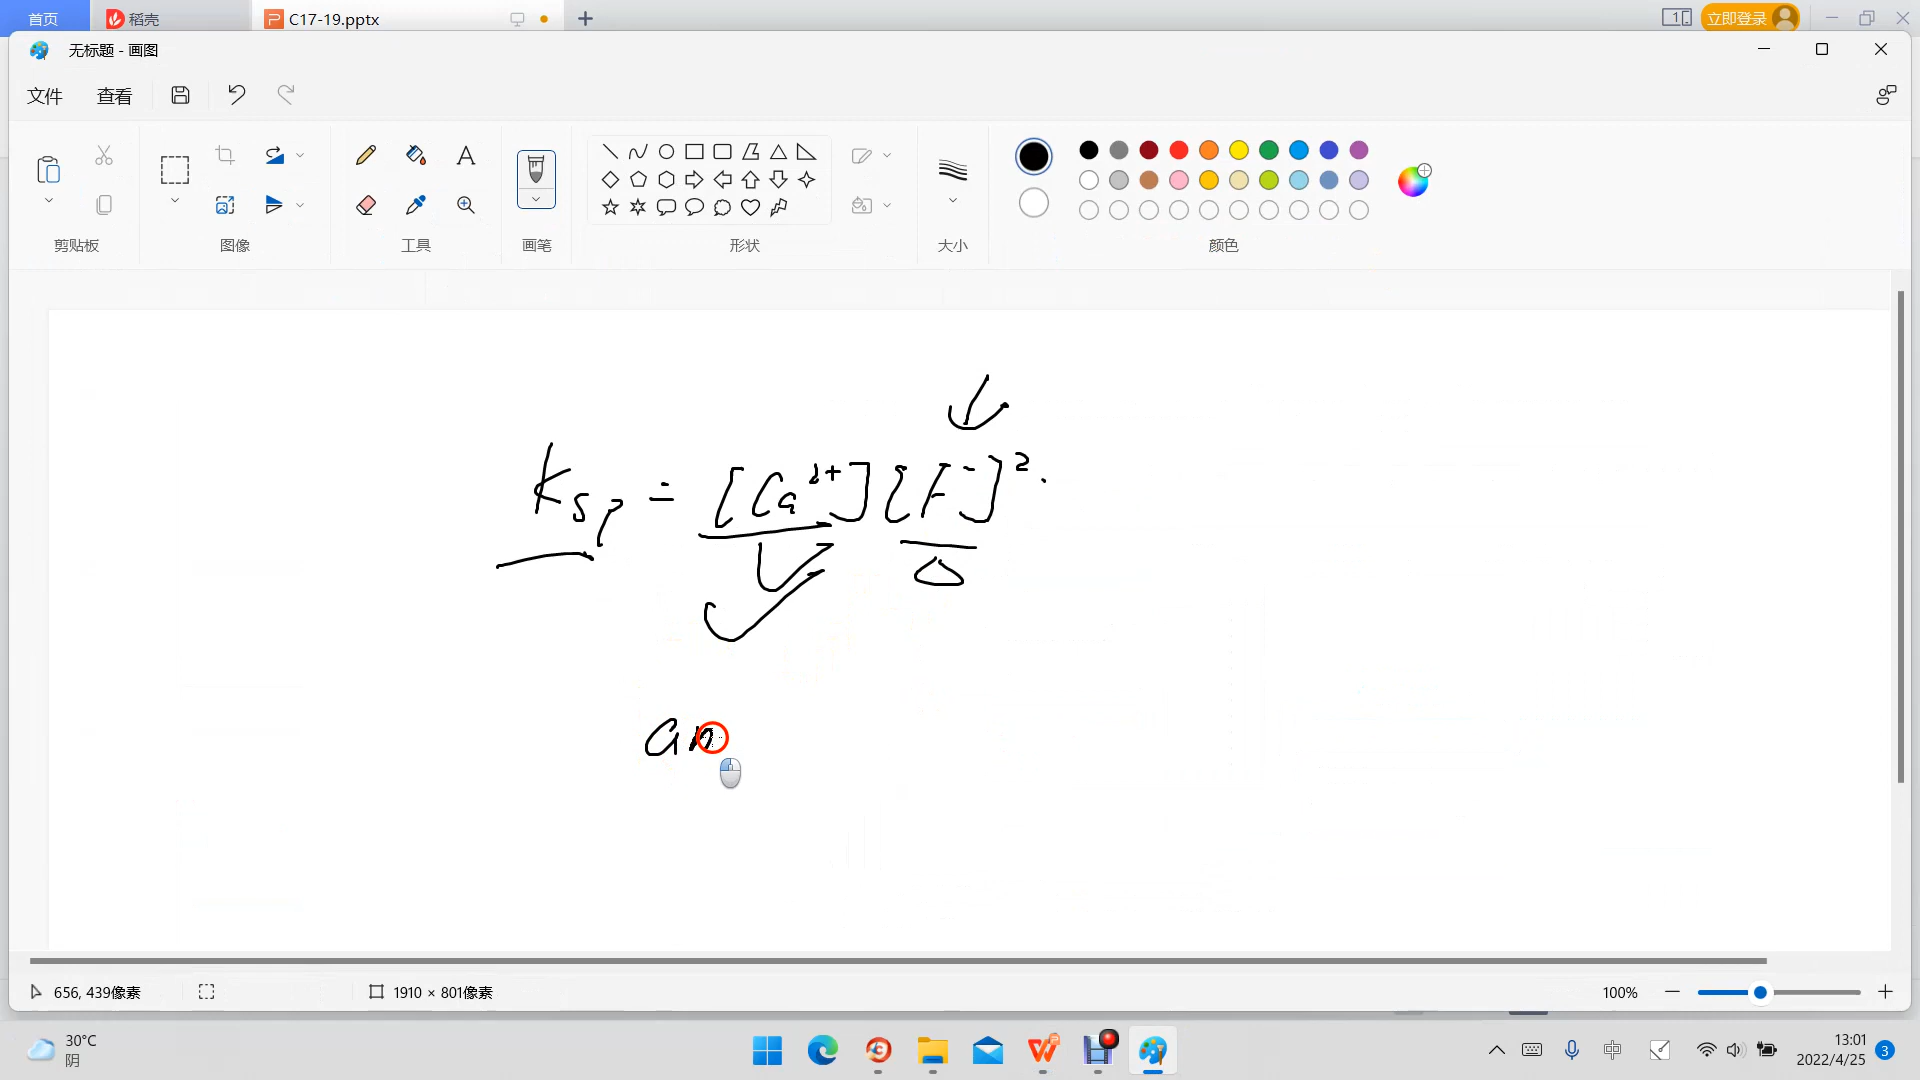 首页
稻壳
C17-19.pptx
立即登录
无标题 - 画图
文件
查看
剪贴板
图像
工具
画笔
形状
大小
颜色
Ksp = [Ca²⁺][F⁻]².
an
656, 439像素
1910 × 801像素
100%
30°C
阴
中
13:01
2022/4/25
3